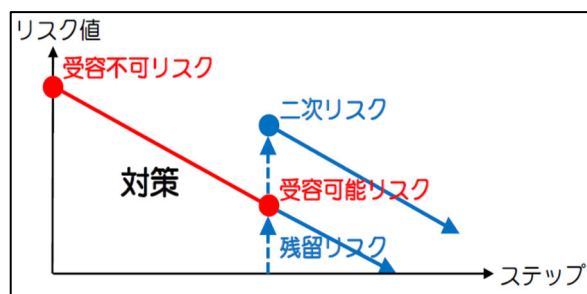 リスク値
受容不可リスク
二次リスク
対策
受容可能リスク
残留リスク
ステップ